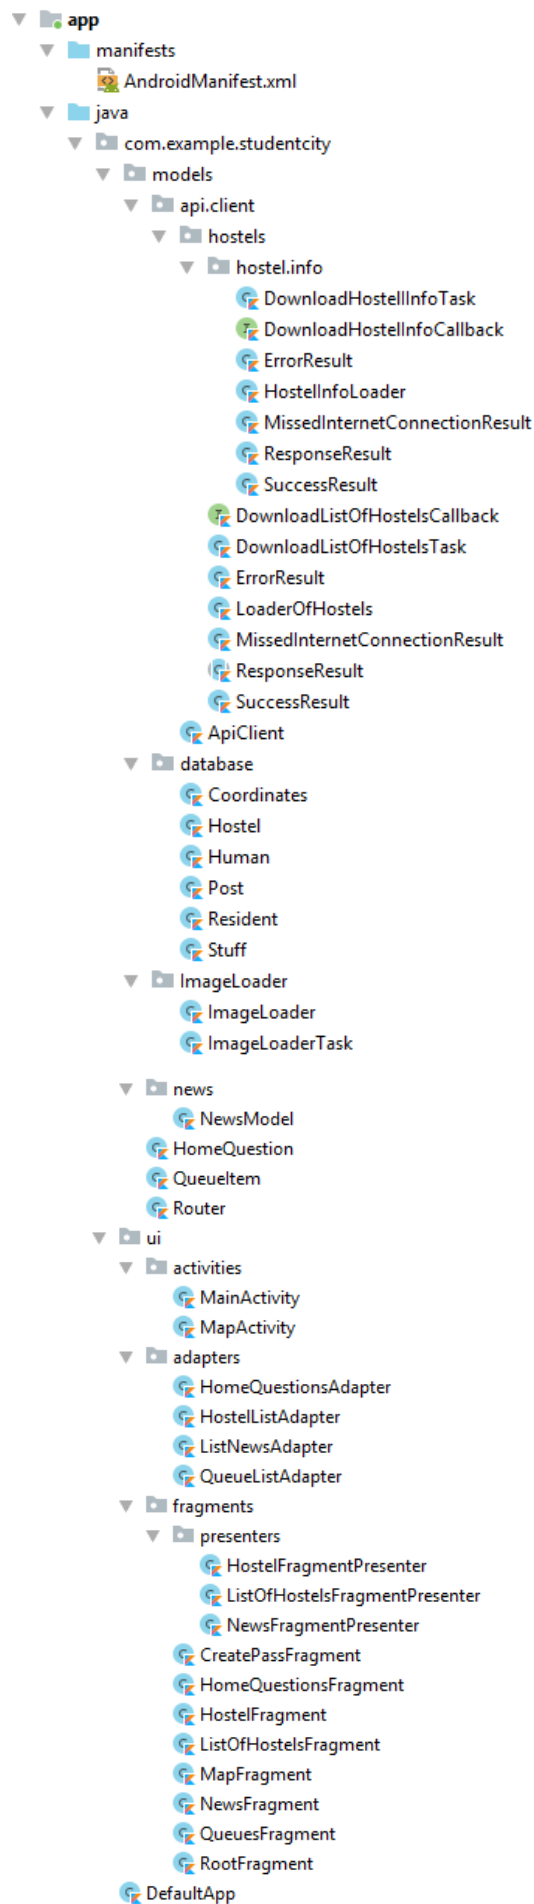 app
manifests
AndroidManifest.xml
java
com.example.studentcity
models
api.client
hostels
hostel.info
DownloadHostelIInfoTask
DownloadHostelInfoCallback
ErrorResult
HostelInfoLoader
MissedInternetConnectionResult
ResponseResult
SuccessResult
DownloadListOfHostelsCallback
DownloadListOfHostelsTask
ErrorResult
LoaderOfHostels
MissedInternetConnectionResult
ResponseResult
SuccessResult
ApiClient
database
Coordinates
Hostel
Human
Post
Resident
Stuff
ImageLoader
ImageLoader
ImageLoaderTask
news
NewsModel
HomeQuestion
QueueItem
Router
ui
activities
MainActivity
MapActivity
adapters
HomeQuestionsAdapter
HostelListAdapter
ListNewsAdapter
QueueListAdapter
fragments
presenters
HostelFragmentPresenter
ListOfHostelsFragmentPresenter
NewsFragmentPresenter
CreatePassFragment
HomeQuestionsFragment
HostelFragment
ListOfHostelsFragment
MapFragment
NewsFragment
QueuesFragment
RootFragment
DefaultApp